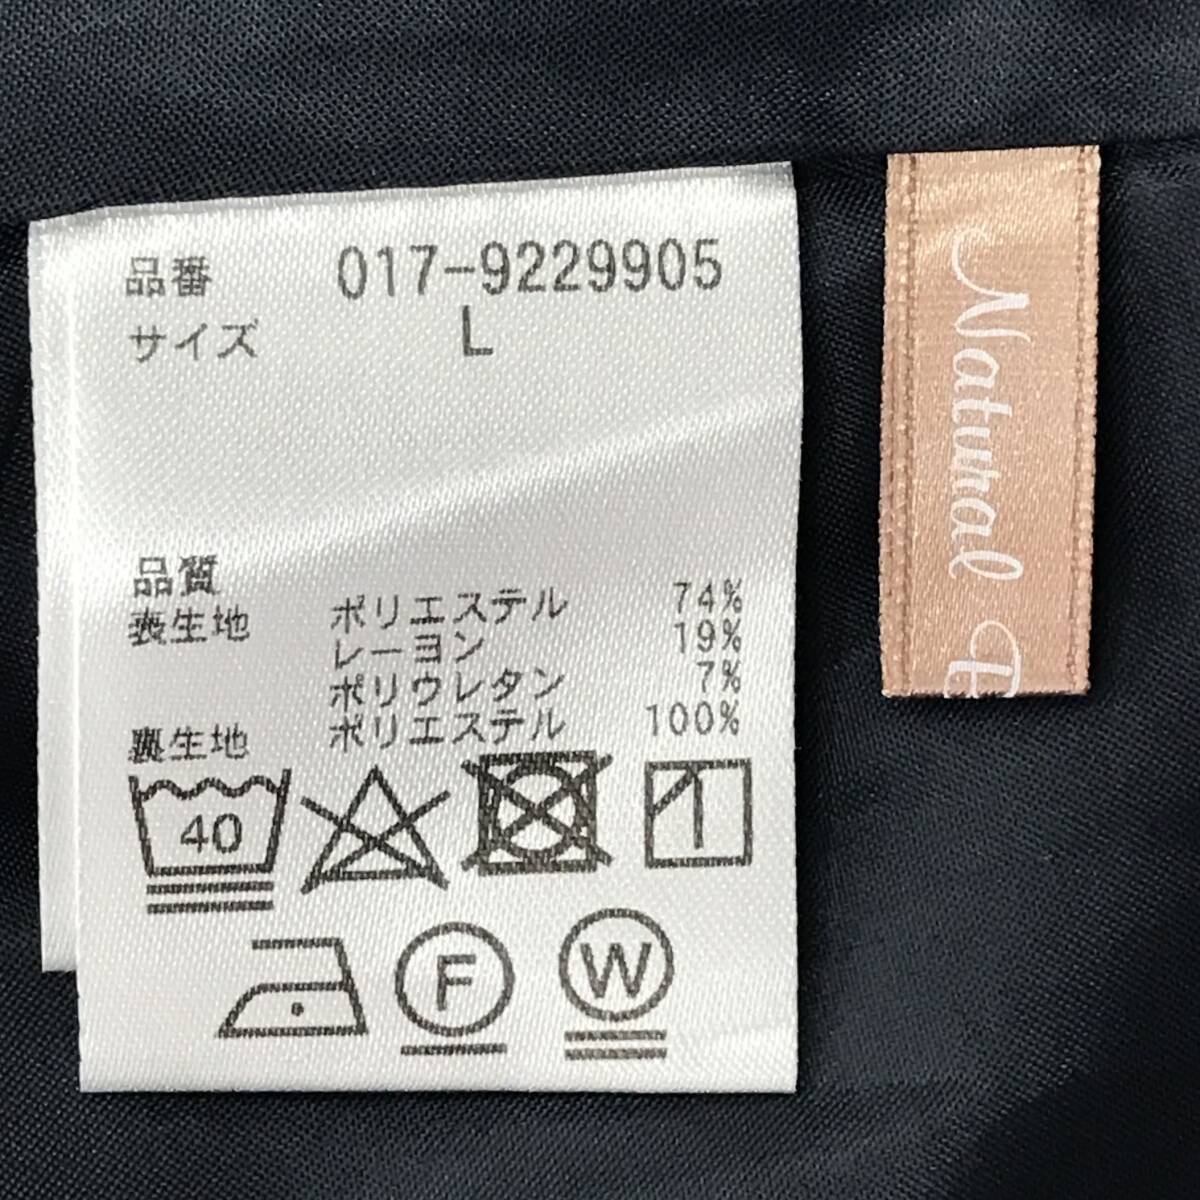 品番 017-9229905
サイズ L
品質
表生地 ポリエステル 74%
レーヨン 19%
ポリウレタン 7%
裏生地 ポリエステル 100%
40
F
W
Natural